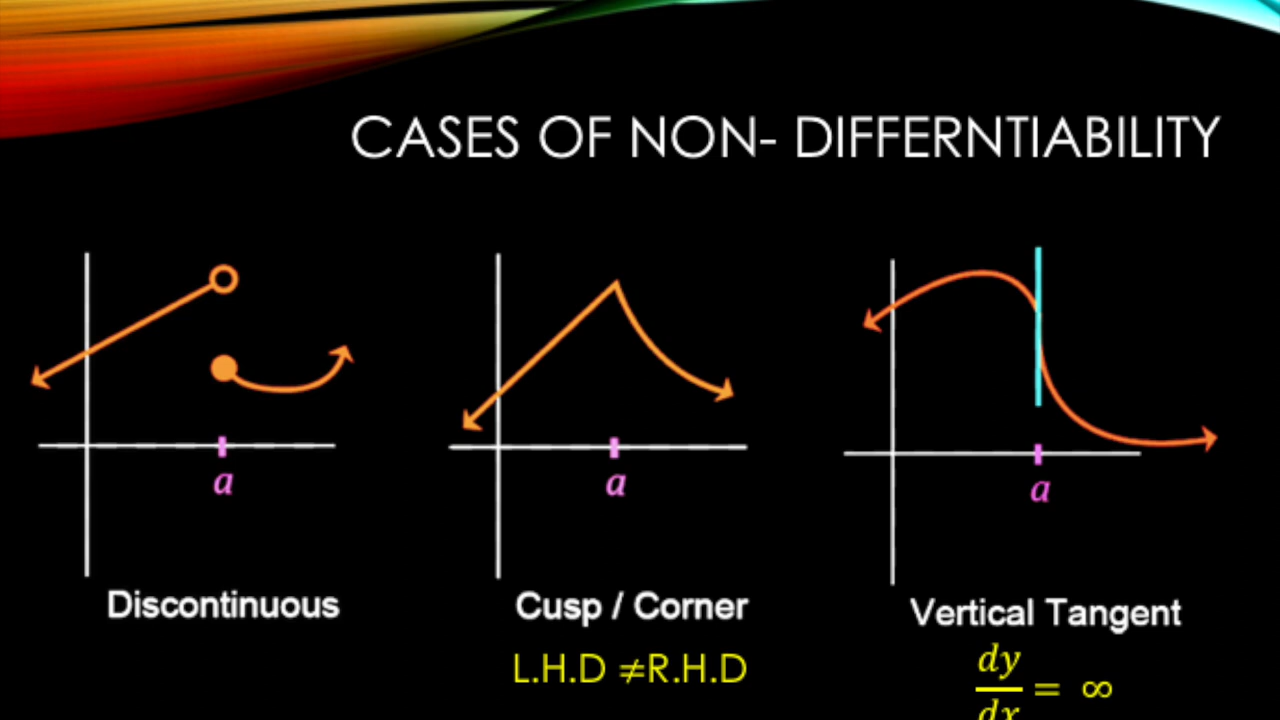 CASES OF NON- DIFFERNTIABILITY
a
a
a
Discontinuous
Cusp / Corner
Vertical Tangent
L.H.D ≠R.H.D
dy
dx
= ∞